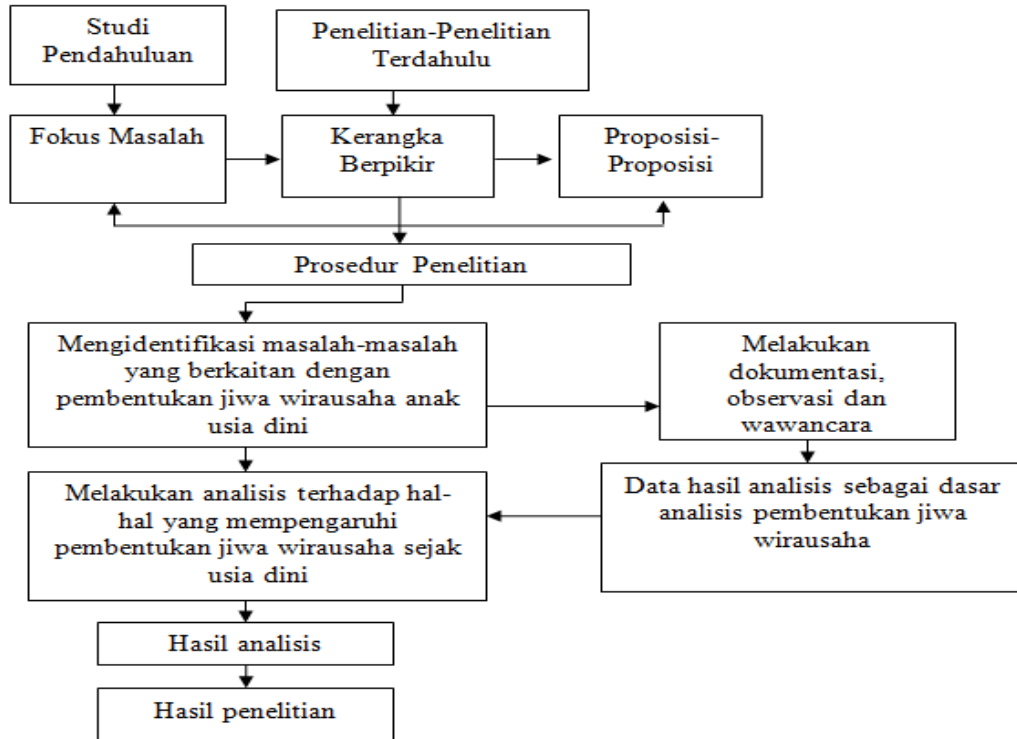 Studi
Pendahuluan
Penelitian-Penelitian
Terdahulu
Fokus Masalah
Kerangka
Berpikir
Proposisi-
Proposisi
Prosedur Penelitian
Mengidentifikasi masalah-masalah
yang berkaitan dengan
pembentukan jiwa wirausaha anak
usia dini
Melakukan
dokumentasi,
observasi dan
wawancara
Melakukan analisis terhadap hal-
hal yang mempengaruhi
pembentukan jiwa wirausaha sejak
usia dini
Data hasil analisis sebagai dasar
analisis pembentukan jiwa
wirausaha
Hasil analisis
Hasil penelitian